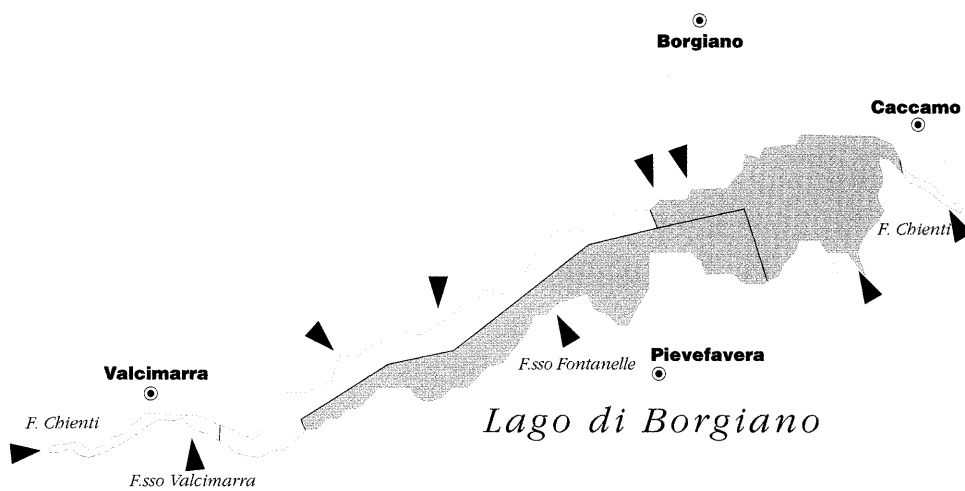 Borgiano
Caccamo
F. Chienti
F.sso Fontanelle
Pievefavera
Valcimarra
Lago di Borgiano
F. Chienti
F.sso Valcimarra